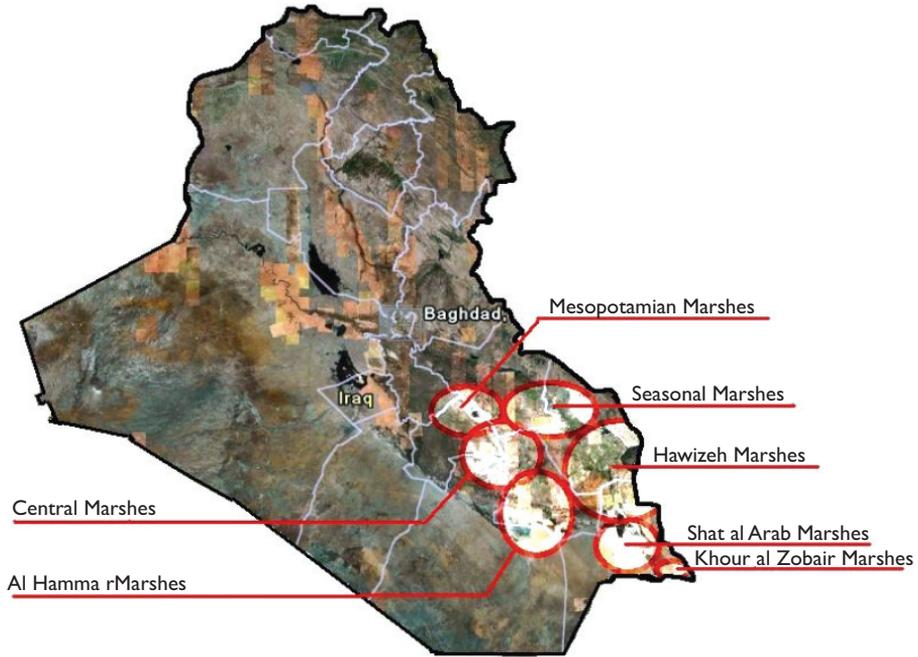 Mesopotamian Marshes
Baghdad
Seasonal Marshes
Iraq
Hawizeh Marshes
Central Marshes
Shat al Arab Marshes
Khour al Zobair Marshes
Al Hamma rMarshes